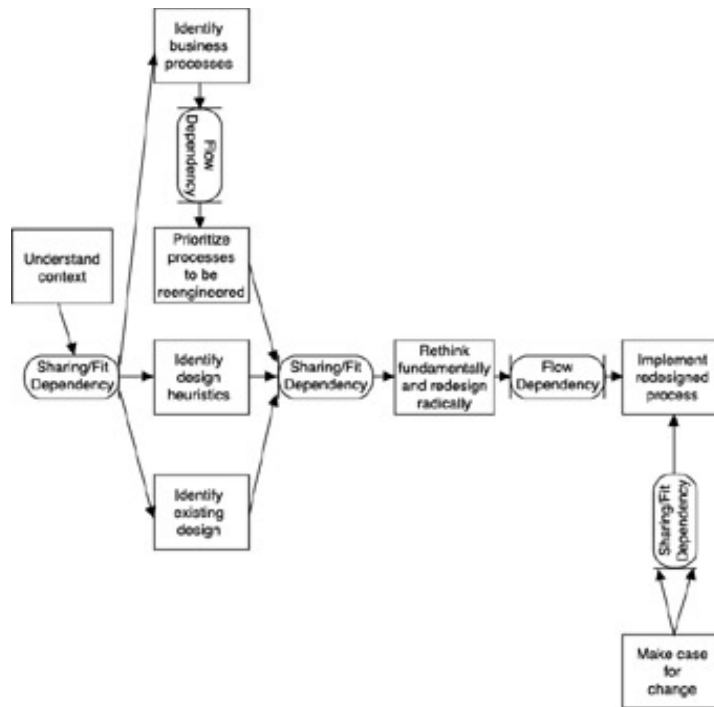 Identify
business
processes
Flow
Dependency
Understand
context
Prioritize
processes
to be
reengineered
Sharing/Fit
Dependency
Identify
design
heuristics
Sharing/Fit
Dependency
Rethink
fundamentally
and redesign
radically
Flow
Dependency
Implement
redesigned
process
Identify
existing
design
Sharing/Fit
Dependency
Make case
for
change